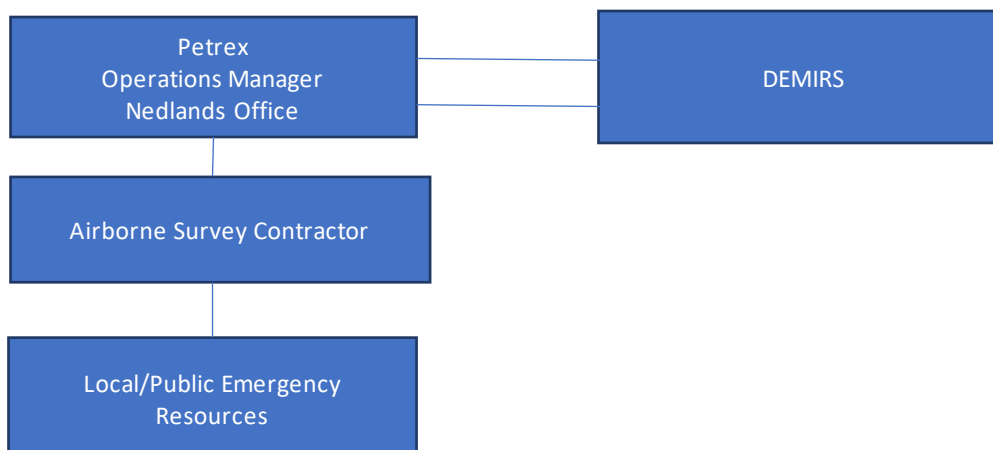 Petrex
Operations Manager
Nedlands Office
DEMIRS
Airborne Survey Contractor
Local/Public Emergency
Resources